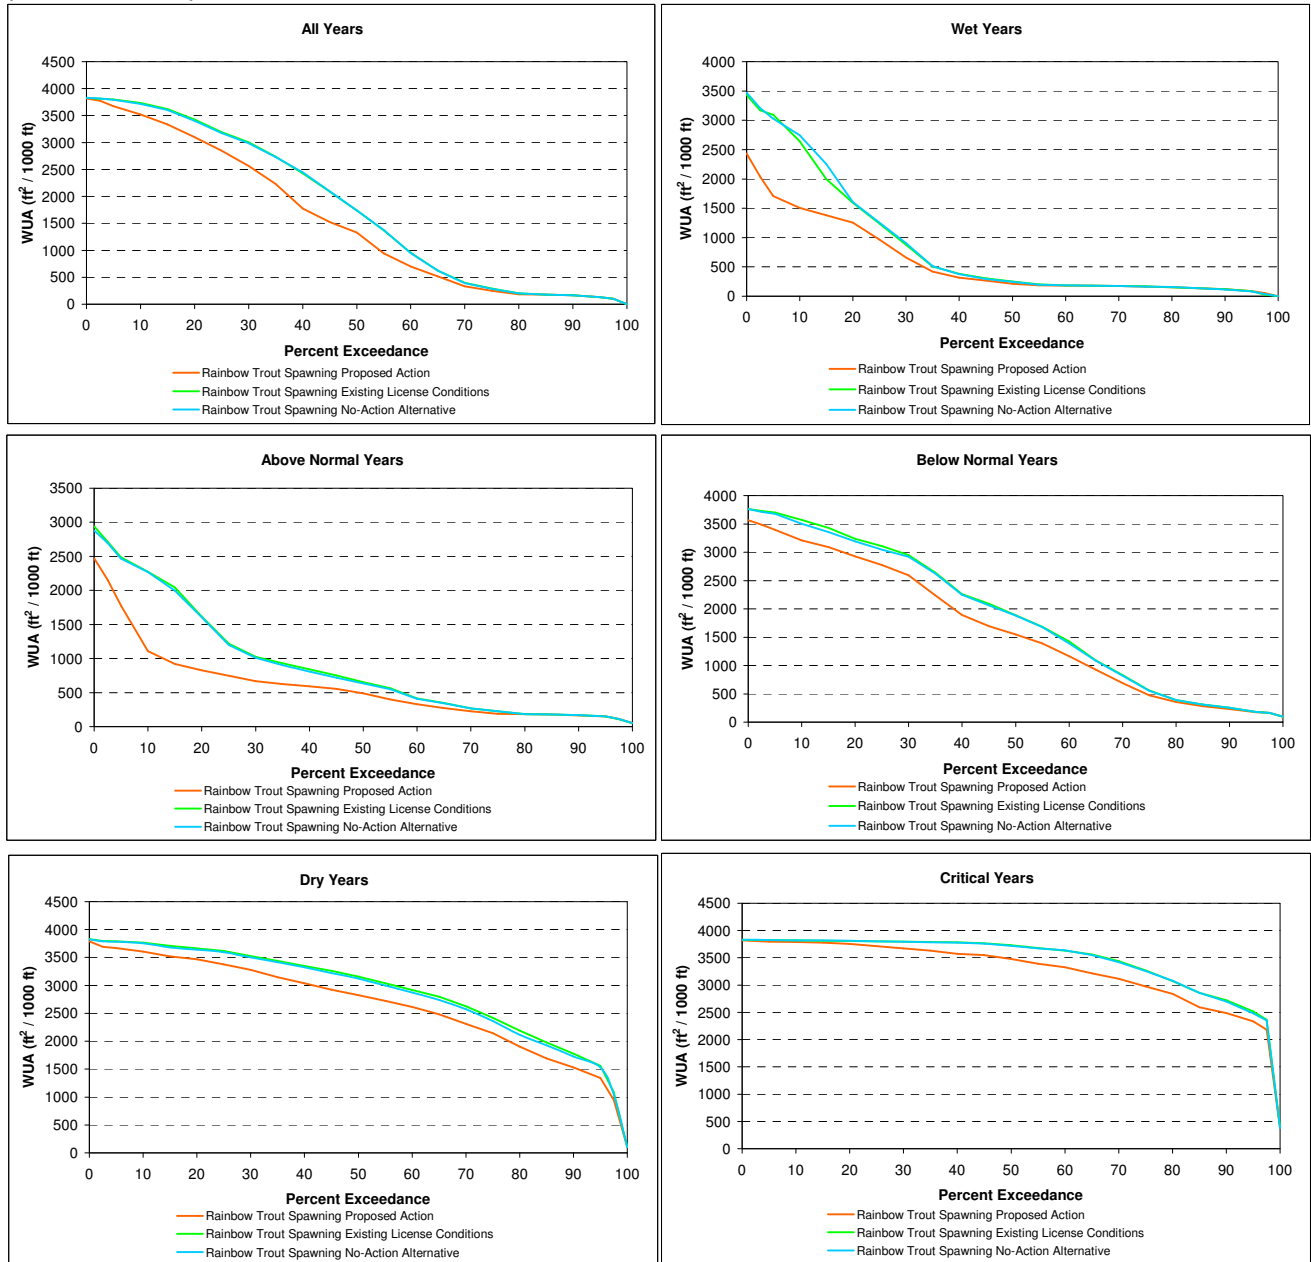 All Years
WUA (ft² / 1000 ft)
4500
4000
3500
3000
2500
2000
1500
1000
500
0
0 10 20 30 40 50 60 70 80 90 100
Percent Exceedance
Rainbow Trout Spawning Proposed Action
Rainbow Trout Spawning Existing License Conditions
Rainbow Trout Spawning No-Action Alternative
Wet Years
WUA (ft² / 1000 ft)
4000
3500
3000
2500
2000
1500
1000
500
0
0 10 20 30 40 50 60 70 80 90 100
Percent Exceedance
Rainbow Trout Spawning Proposed Action
Rainbow Trout Spawning Existing License Conditions
Rainbow Trout Spawning No-Action Alternative
Above Normal Years
WUA (ft² / 1000 ft)
3500
3000
2500
2000
1500
1000
500
0
0 10 20 30 40 50 60 70 80 90 100
Percent Exceedance
Rainbow Trout Spawning Proposed Action
Rainbow Trout Spawning Existing License Conditions
Rainbow Trout Spawning No-Action Alternative
Below Normal Years
WUA (ft² / 1000 ft)
4000
3500
3000
2500
2000
1500
1000
500
0
0 10 20 30 40 50 60 70 80 90 100
Percent Exceedance
Rainbow Trout Spawning Proposed Action
Rainbow Trout Spawning Existing License Conditions
Rainbow Trout Spawning No-Action Alternative
Dry Years
WUA (ft² / 1000 ft)
4500
4000
3500
3000
2500
2000
1500
1000
500
0
0 10 20 30 40 50 60 70 80 90 100
Percent Exceedance
Rainbow Trout Spawning Proposed Action
Rainbow Trout Spawning Existing License Conditions
Rainbow Trout Spawning No-Action Alternative
Critical Years
WUA (ft² / 1000 ft)
4500
4000
3500
3000
2500
2000
1500
1000
500
0
0 10 20 30 40 50 60 70 80 90 100
Percent Exceedance
Rainbow Trout Spawning Proposed Action
Rainbow Trout Spawning Existing License Conditions
Rainbow Trout Spawning No-Action Alternative